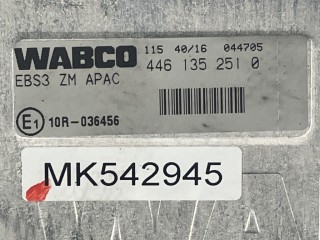 WABCO 115 40/16 044705
446 135 251 0
EBS3 ZM APAC
E1 10R-036456
MK542945